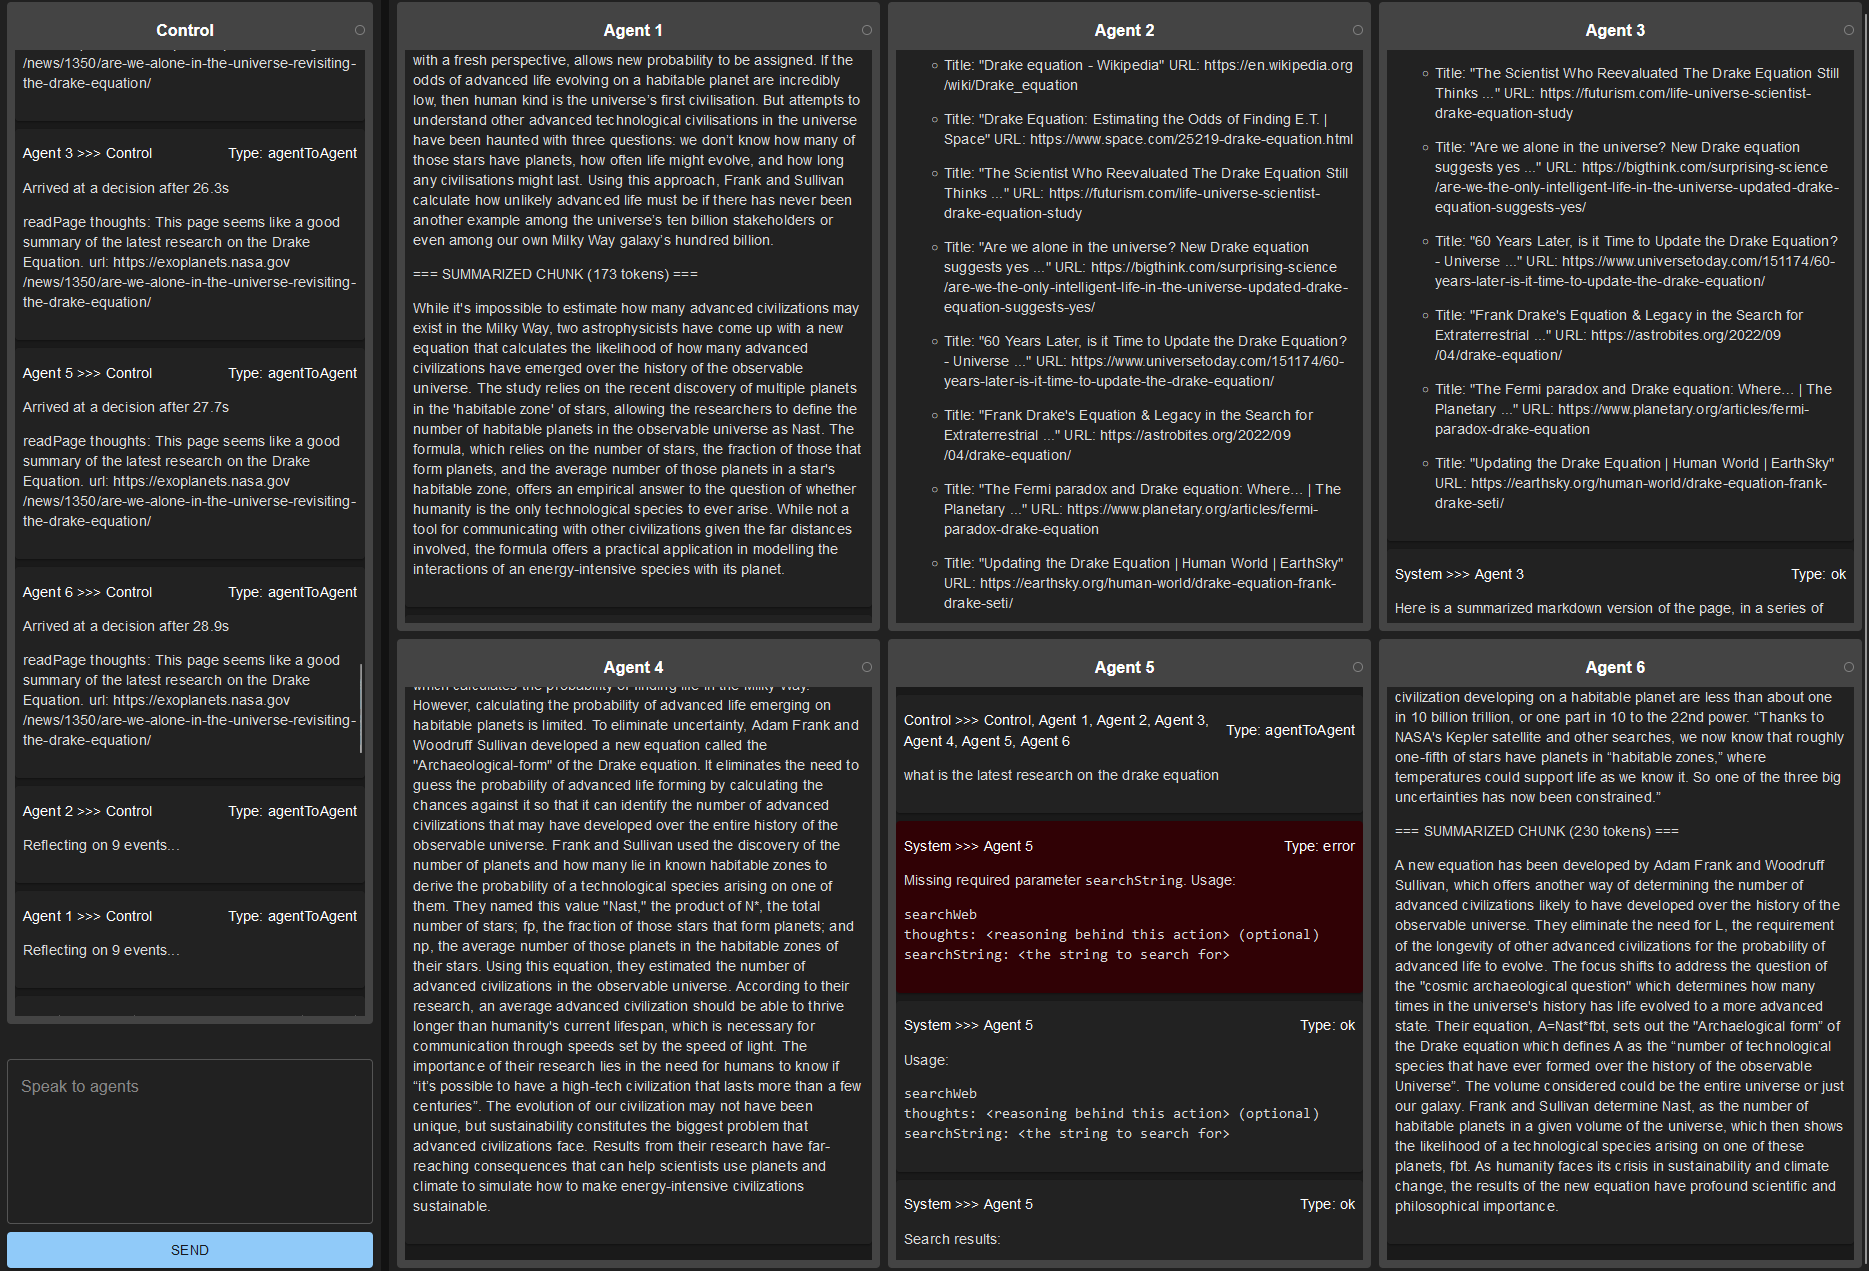 Control
/news/1350/are-we-alone-in-the-universe-revisiting-
the-drake-equation/
Agent 3 >>> Control Type: agentToAgent
Arrived at a decision after 26.3s
readPage thoughts: This page seems like a good
summary of the latest research on the Drake
Equation. url: https://exoplanets.nasa.gov
/news/1350/are-we-alone-in-the-universe-revisiting-
the-drake-equation/
Agent 5 >>> Control Type: agentToAgent
Arrived at a decision after 27.7s
readPage thoughts: This page seems like a good
summary of the latest research on the Drake
Equation. url: https://exoplanets.nasa.gov
/news/1350/are-we-alone-in-the-universe-revisiting-
the-drake-equation/
Agent 6 >>> Control Type: agentToAgent
Arrived at a decision after 28.9s
readPage thoughts: This page seems like a good
summary of the latest research on the Drake
Equation. url: https://exoplanets.nasa.gov
/news/1350/are-we-alone-in-the-universe-revisiting-
the-drake-equation/
Agent 2 >>> Control Type: agentToAgent
Reflecting on 9 events...
Agent 1 >>> Control Type: agentToAgent
Reflecting on 9 events...
Speak to agents
SEND
Agent 1
with a fresh perspective, allows new probability to be assigned. If the
odds of advanced life evolving on a habitable planet are incredibly
low, then human kind is the universe's first civilisation. But attempts to
understand other advanced technological civilisations in the universe
have been haunted with three questions: we don't know how many of
those stars have planets, how often life might evolve, and how long
any civilisations might last. Using this approach, Frank and Sullivan
calculate how unlikely advanced life must be if there has never been
another example among the universe's ten billion stakeholders or
even among our own Milky Way galaxy's hundred billion.
=== SUMMARIZED CHUNK (173 tokens) ===
While it's impossible to estimate how many advanced civilizations may
exist in the Milky Way, two astrophysicists have come up with a new
equation that calculates the likelihood of how many advanced
civilizations have emerged over the history of the observable
universe. The study relies on the recent discovery of multiple planets
in the 'habitable zone' of stars, allowing the researchers to define the
number of habitable planets in the observable universe as Nast. The
formula, which relies on the number of stars, the fraction of those that
form planets, and the average number of those planets in a star's
habitable zone, offers an empirical answer to the question of whether
humanity is the only technological species to ever arise. While not a
tool for communicating with other civilizations given the far distances
involved, the formula offers a practical application in modelling the
interactions of an energy-intensive species with its planet.
Agent 2
Title: "Drake equation - Wikipedia" URL: https://en.wikipedia.org
/wiki/Drake_equation
Title: "Drake Equation: Estimating the Odds of Finding E.T. |
Space" URL: https://www.space.com/25219-drake-equation.html
Title: "The Scientist Who Reevaluated The Drake Equation Still
Thinks ..." URL: https://futurism.com/life-universe-scientist-
drake-equation-study
Title: "Are we alone in the universe? New Drake equation
suggests yes ..." URL: https://bigthink.com/surprising-science
/are-we-the-only-intelligent-life-in-the-universe-updated-drake-
equation-suggests-yes/
Title: "60 Years Later, is it Time to Update the Drake Equation?
- Universe ..." URL: https://www.universetoday.com/151174/60-
years-later-is-it-time-to-update-the-drake-equation/
Title: "Frank Drake's Equation & Legacy in the Search for
Extraterrestrial ..." URL: https://astrobites.org/2022/09
/04/drake-equation/
Title: "The Fermi paradox and Drake equation: Where… | The
Planetary ..." URL: https://www.planetary.org/articles/fermi-
paradox-drake-equation
Title: "Updating the Drake Equation | Human World | EarthSky"
URL: https://earthsky.org/human-world/drake-equation-frank-
drake-seti/
Agent 3
Title: "The Scientist Who Reevaluated The Drake Equation Still
Thinks ..." URL: https://futurism.com/life-universe-scientist-
drake-equation-study
Title: "Are we alone in the universe? New Drake equation
suggests yes ..." URL: https://bigthink.com/surprising-science
/are-we-the-only-intelligent-life-in-the-universe-updated-drake-
equation-suggests-yes/
Title: "60 Years Later, is it Time to Update the Drake Equation?
- Universe ..." URL: https://www.universetoday.com/151174/60-
years-later-is-it-time-to-update-the-drake-equation/
Title: "Frank Drake's Equation & Legacy in the Search for
Extraterrestrial ..." URL: https://astrobites.org/2022/09
/04/drake-equation/
Title: "The Fermi paradox and Drake equation: Where… | The
Planetary ..." URL: https://www.planetary.org/articles/fermi-
paradox-drake-equation
Title: "Updating the Drake Equation | Human World | EarthSky"
URL: https://earthsky.org/human-world/drake-equation-frank-
drake-seti/
System >>> Agent 3 Type: ok
Here is a summarized markdown version of the page, in a series of
Agent 4
which calculates the probability of finding life in the Milky Way.
However, calculating the probability of advanced life emerging on
habitable planets is limited. To eliminate uncertainty, Adam Frank and
Woodruff Sullivan developed a new equation called the
"Archaeological-form" of the Drake equation. It eliminates the need to
guess the probability of advanced life forming by calculating the
chances against it so that it can identify the number of advanced
civilizations that may have developed over the entire history of the
observable universe. Frank and Sullivan used the discovery of the
number of planets and how many lie in known habitable zones to
derive the probability of a technological species arising on one of
them. They named this value "Nast," the product of N*, the total
number of stars; fp, the fraction of those stars that form planets; and
np, the average number of those planets in the habitable zones of
their stars. Using this equation, they estimated the number of
advanced civilizations in the observable universe. According to their
research, an average advanced civilization should be able to thrive
longer than humanity's current lifespan, which is necessary for
communication through speeds set by the speed of light. The
importance of their research lies in the need for humans to know if
“it's possible to have a high-tech civilization that lasts more than a few
centuries”. The evolution of our civilization may not have been
unique, but sustainability constitutes the biggest problem that
advanced civilizations face. Results from their research have far-
reaching consequences that can help scientists use planets and
climate to simulate how to make energy-intensive civilizations
sustainable.
Agent 5
Control >>> Control, Agent 1, Agent 2, Agent 3,
Agent 4, Agent 5, Agent 6 Type: agentToAgent
what is the latest research on the drake equation
System >>> Agent 5 Type: error
Missing required parameter searchString. Usage:
searchWeb
thoughts: <reasoning behind this action> (optional)
searchString: <the string to search for>
System >>> Agent 5 Type: ok
Usage:
searchWeb
thoughts: <reasoning behind this action> (optional)
searchString: <the string to search for>
System >>> Agent 5 Type: ok
Search results:
Agent 6
civilization developing on a habitable planet are less than about one
in 10 billion trillion, or one part in 10 to the 22nd power. “Thanks to
NASA's Kepler satellite and other searches, we now know that roughly
one-fifth of stars have planets in “habitable zones,” where
temperatures could support life as we know it. So one of the three big
uncertainties has now been constrained.”
=== SUMMARIZED CHUNK (230 tokens) ===
A new equation has been developed by Adam Frank and Woodruff
Sullivan, which offers another way of determining the number of
advanced civilizations likely to have developed over the history of the
observable universe. They eliminate the need for L, the requirement
of the longevity of other advanced civilizations for the probability of
advanced life to evolve. The focus shifts to address the question of
the "cosmic archaeological question" which determines how many
times in the universe's history has life evolved to a more advanced
state. Their equation, A=Nast*fbt, sets out the "Archaelogical form” of
the Drake equation which defines A as the “number of technological
species that have ever formed over the history of the observable
Universe”. The volume considered could be the entire universe or just
our galaxy. Frank and Sullivan determine Nast, as the number of
habitable planets in a given volume of the universe, which then shows
the likelihood of a technological species arising on one of these
planets, fbt. As humanity faces its crisis in sustainability and climate
change, the results of the new equation have profound scientific and
philosophical importance.